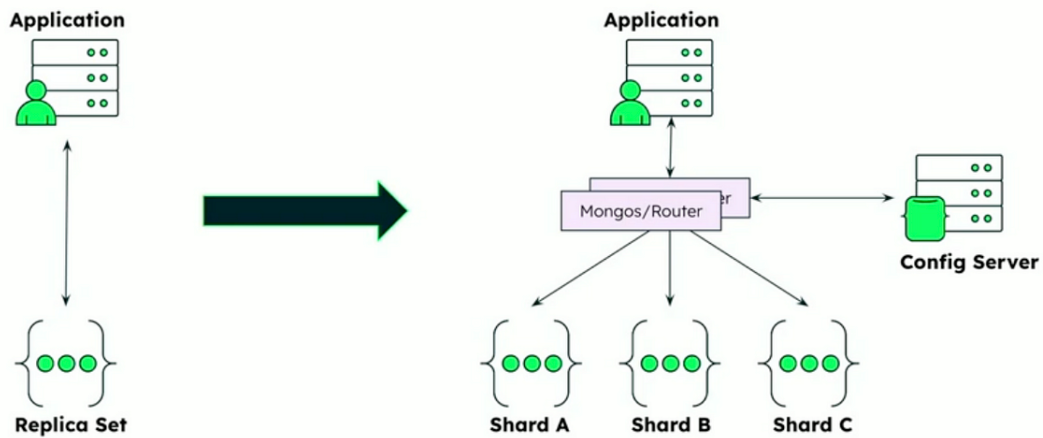 Application
Application
Mongos/Router
Config Server
Replica Set
Shard A
Shard B
Shard C